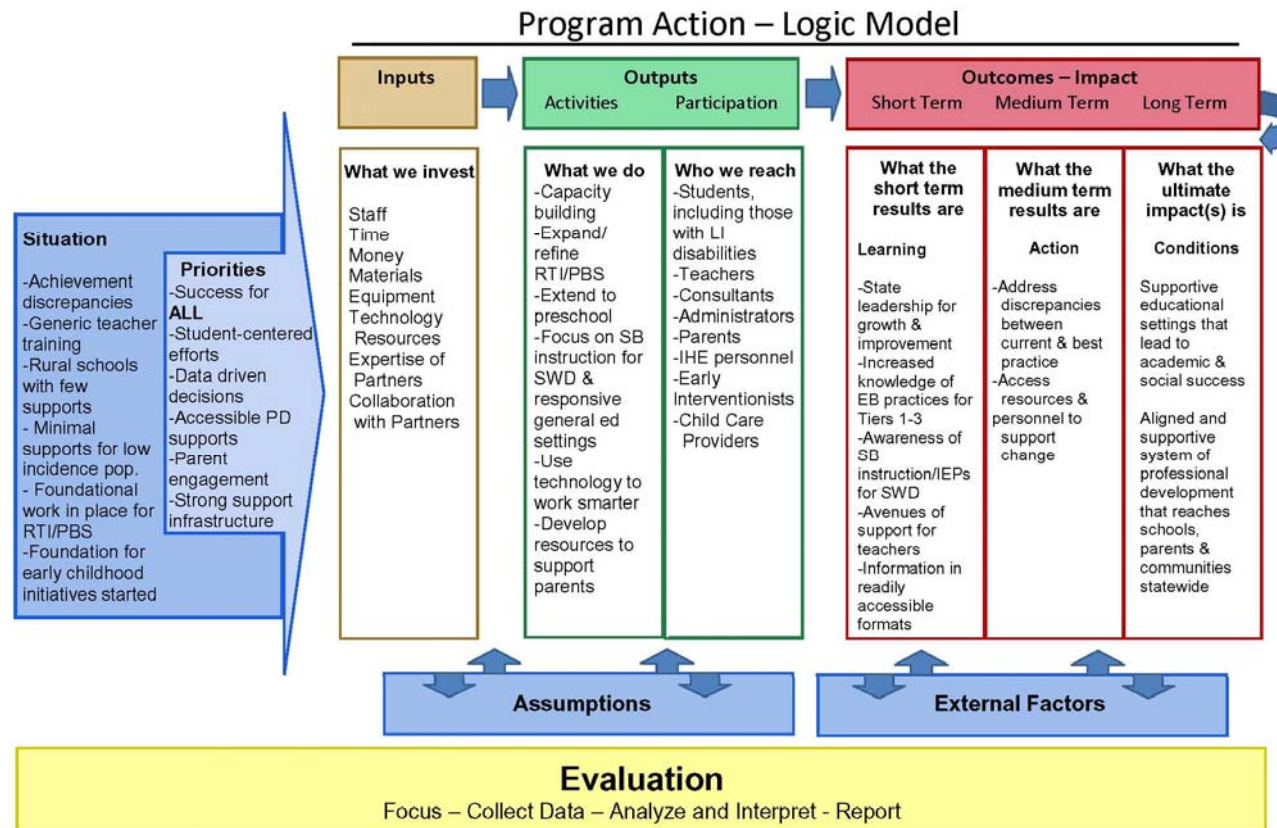 Program Action – Logic Model
Inputs
Outputs
Activities
Participation
Outcomes – Impact
Short Term
Medium Term
Long Term
Situation
-Achievement
discrepancies
-Generic teacher
training
-Rural schools
with few
supports
- Minimal
supports for low
incidence pop.
- Foundational
work in place for
RTI/PBS
-Foundation for
early childhood
initiatives started
Priorities
-Success for
ALL
-Student-centered
efforts
-Data driven
decisions
-Accessible PD
supports
-Parent
engagement
-Strong support
infrastructure
What we invest
Staff
Time
Money
Materials
Equipment
Technology
Resources
Expertise of
Partners
Collaboration
with Partners
What we do
-Capacity
building
-Expand/
refine
RTI/PBS
-Extend to
preschool
-Focus on SB
instruction for
SWD &
responsive
general ed
settings
-Use
technology to
work smarter
-Develop
resources to
support
parents
Who we reach
-Students,
including those
with LI
disabilities
-Teachers
-Consultants
-Administrators
-Parents
-IHE personnel
-Early
Interventionists
-Child Care
Providers
What the
short term
results are
Learning
-State
leadership for
growth &
improvement
-Increased
knowledge of
EB practices for
Tiers 1-3
-Awareness of
SB
instruction/IEPs
for SWD
-Avenues of
support for
teachers
-Information in
readily
accessible
formats
What the
medium term
results are
Action
-Address
discrepancies
between
current & best
practice
-Access
resources &
personnel to
support
change
What the
ultimate
impact(s) is
Conditions
Supportive
educational
settings that
lead to
academic &
social success
Aligned and
supportive
system of
professional
development
that reaches
schools,
parents &
communities
statewide
Assumptions
External Factors
Evaluation
Focus – Collect Data – Analyze and Interpret - Report